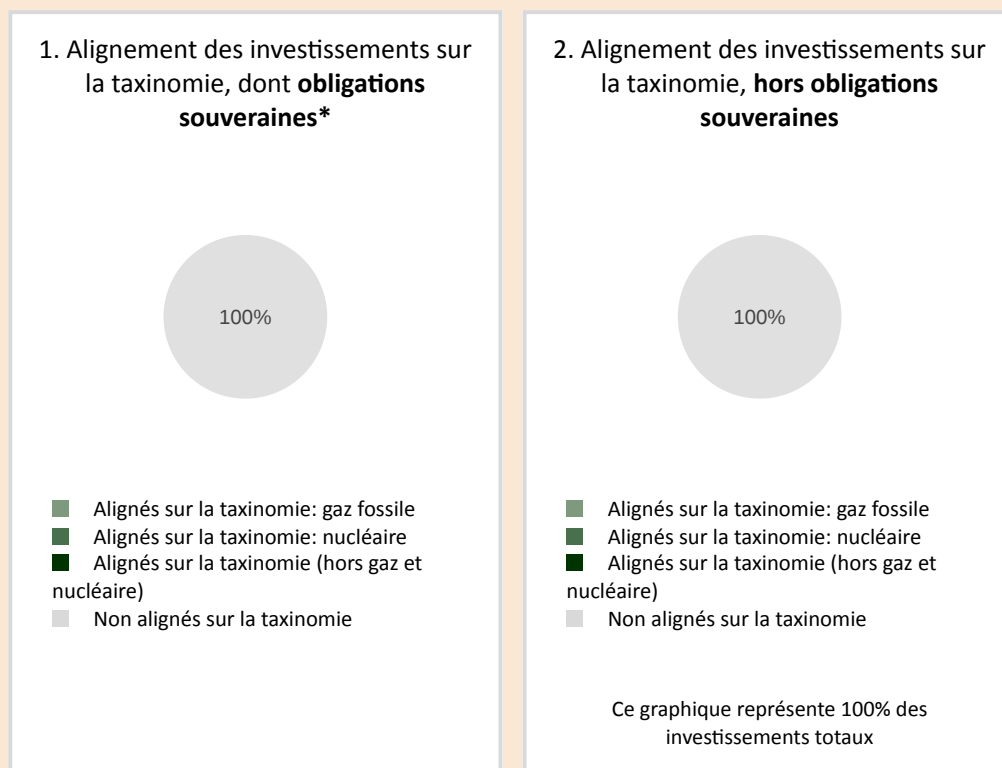 1. Alignement des investissements sur
la taxinomie, dont obligations
souveraines*
100%
Alignés sur la taxinomie: gaz fossile
Alignés sur la taxinomie: nucléaire
Alignés sur la taxinomie (hors gaz et
nucléaire)
Non alignés sur la taxinomie
2. Alignement des investissements sur
la taxinomie, hors obligations
souveraines
100%
Alignés sur la taxinomie: gaz fossile
Alignés sur la taxinomie: nucléaire
Alignés sur la taxinomie (hors gaz et
nucléaire)
Non alignés sur la taxinomie
Ce graphique représente 100% des
investissements totaux